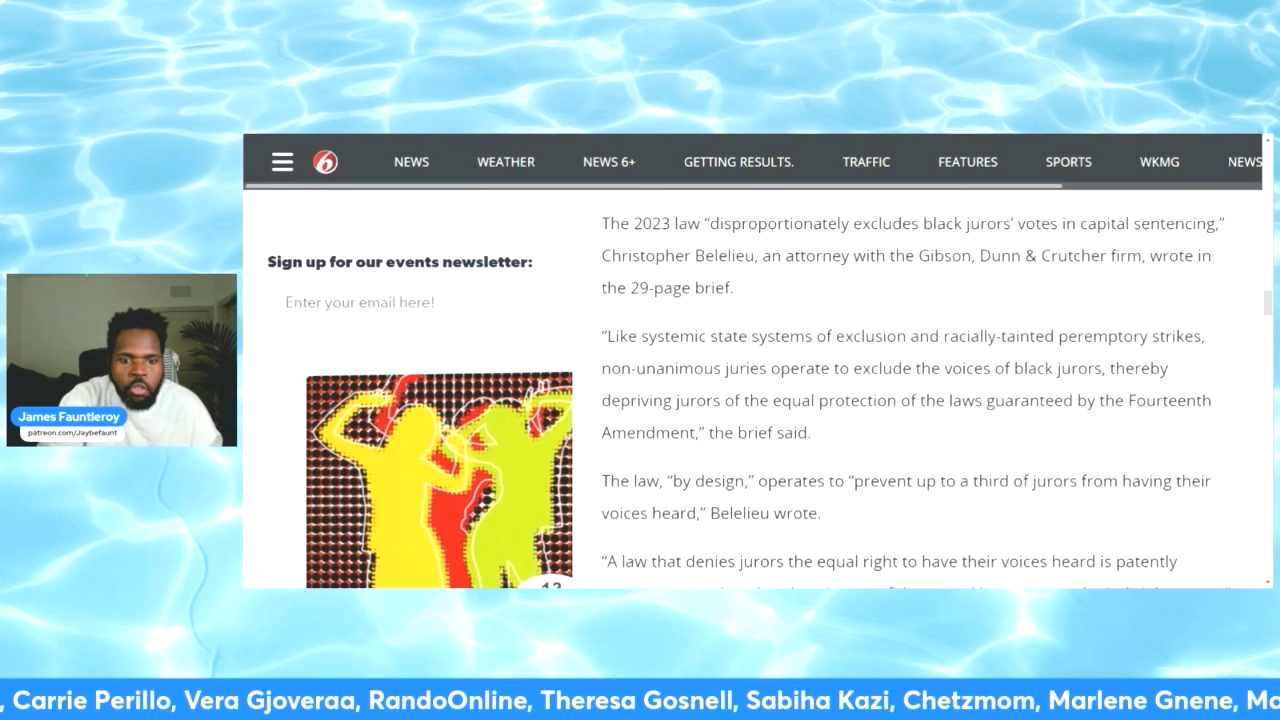 6
NEWS
WEATHER
NEWS 6+
GETTING RESULTS.
TRAFFIC
FEATURES
SPORTS
WKMG
NEWS
Sign up for our events newsletter:
Enter your email here!
The 2023 law “disproportionately excludes black jurors’ votes in capital sentencing,”
Christopher Belelieu, an attorney with the Gibson, Dunn & Crutcher firm, wrote in
the 29-page brief.
“Like systemic state systems of exclusion and racially-tainted peremptory strikes,
non-unanimous juries operate to exclude the voices of black jurors, thereby
depriving jurors of the equal protection of the laws guaranteed by the Fourteenth
Amendment,” the brief said.
The law, “by design,” operates to “prevent up to a third of jurors from having their
voices heard,” Belelieu wrote.
“A law that denies jurors the equal right to have their voices heard is patently
James Fauntleroy
patreon.com/Jaybefaunt
, Carrie Perillo, Vera Gjoveraa, RandoOnline, Theresa Gosnell, Sabiha Kazi, Chetzmom, Marlene Gnene, Mo